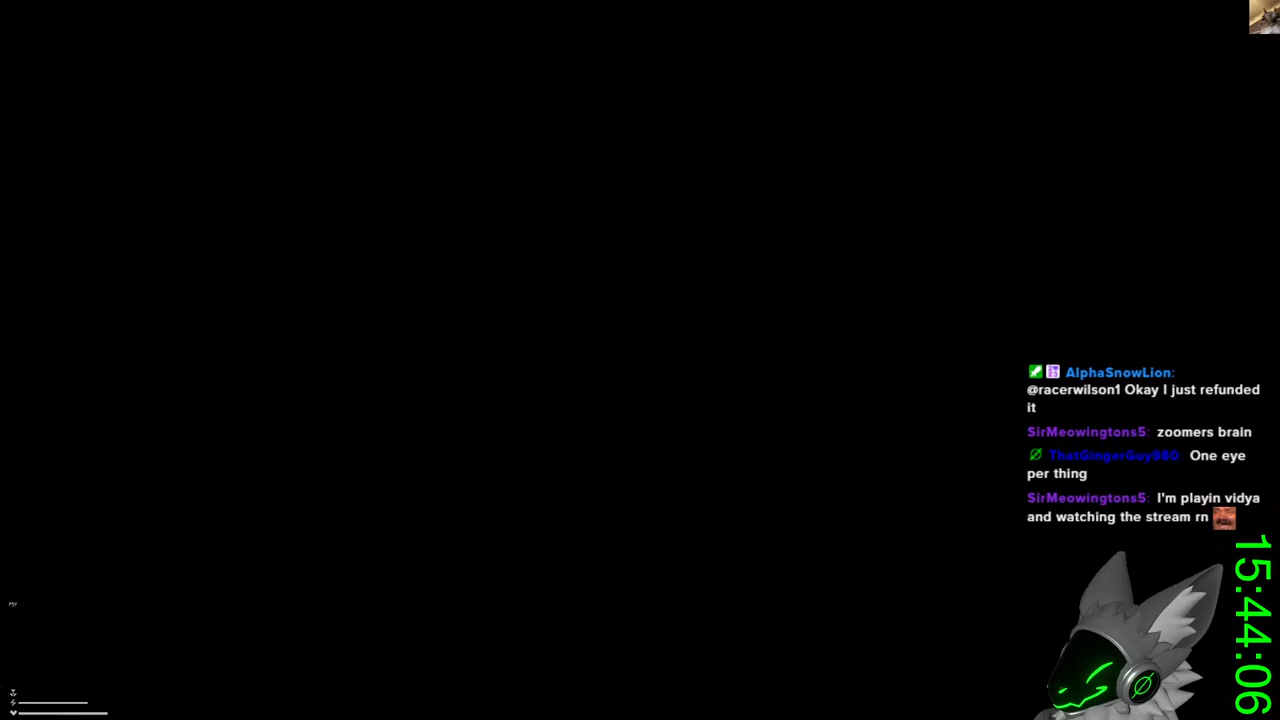 AlphaSnowLion:
@racerwilson1 Okay I just refunded
it
SirMeowingtons5: zoomers brain
ThatGingerGuy980: One eye
per thing
SirMeowingtons5: I'm playin vidya
and watching the stream rn
15:44:06